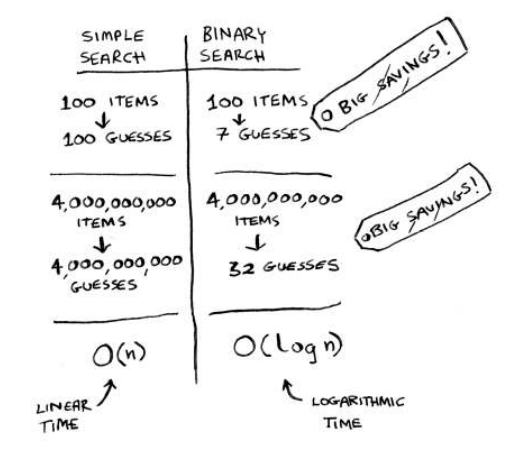 SIMPLE SEARCH
BINARY SEARCH
100 ITEMS
100 GUESSES
100 ITEMS
7 GUESSES
BIG SAVINGS!
4,000,000,000
ITEMS
4,000,000,000
GUESSES
4,000,000,000
ITEMS
32 GUESSES
BIG SAVINGS!
O(n)
O(log n)
LINEAR
TIME
LOGARITHMIC
TIME